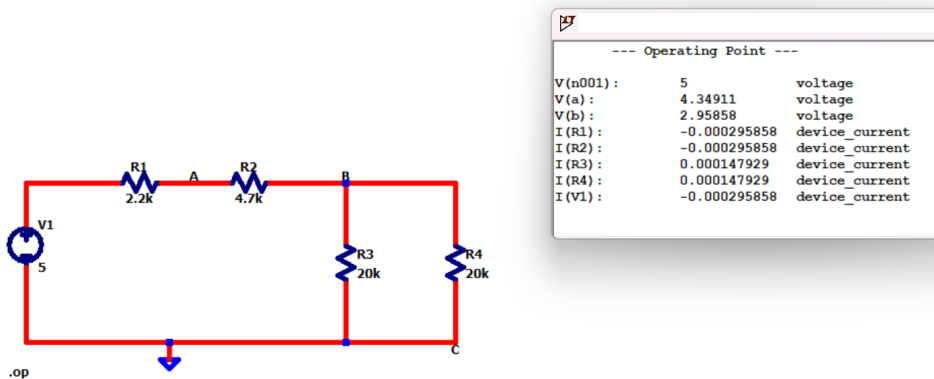 --- Operating Point ---
V(n001): 5 voltage
V(a): 4.34911 voltage
V(b): 2.95858 voltage
I(R1): -0.000295858 device_current
I(R2): -0.000295858 device_current
I(R3): 0.000147929 device_current
I(R4): 0.000147929 device_current
I(V1): -0.000295858 device_current
R1
2.2k
A
R2
4.7k
B
V1
5
R3
20k
R4
20k
C
.op